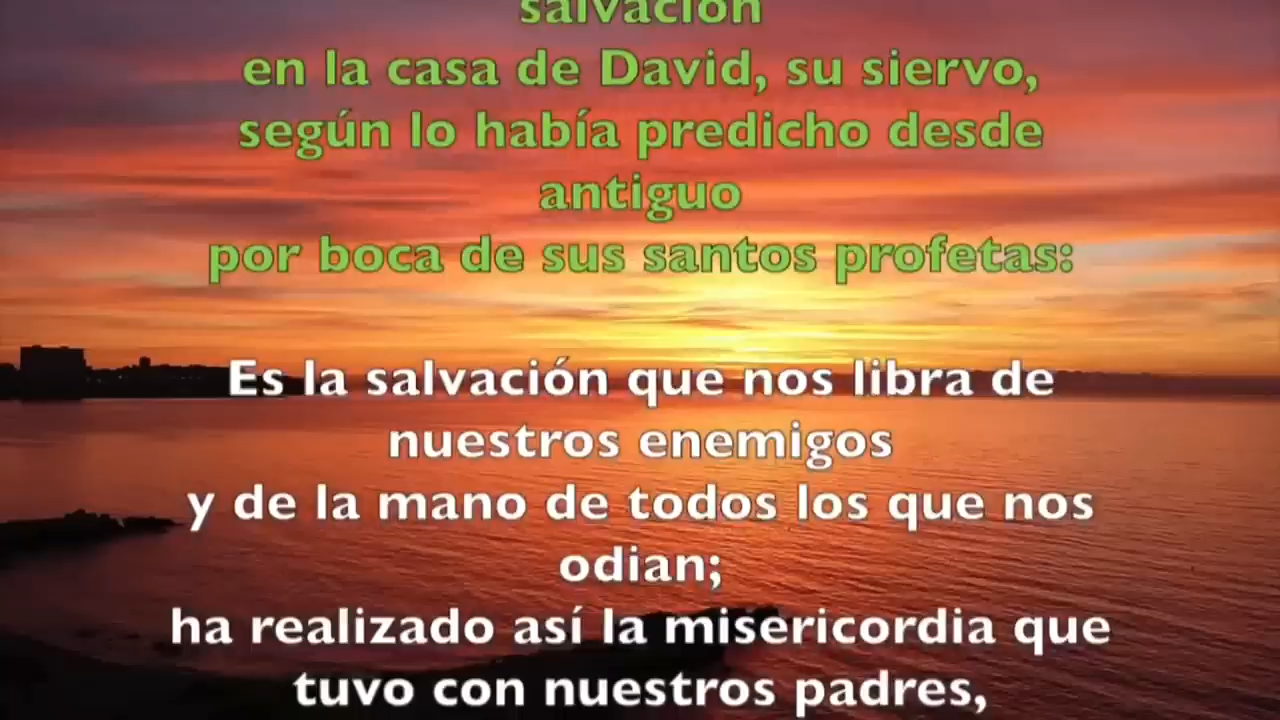 salvación
en la casa de David, su siervo,
según lo había predicho desde
antiguo
por boca de sus santos profetas:
Es la salvación que nos libra de
nuestros enemigos
y de la mano de todos los que nos
odian;
ha realizado así la misericordia que
tuvo con nuestros padres,